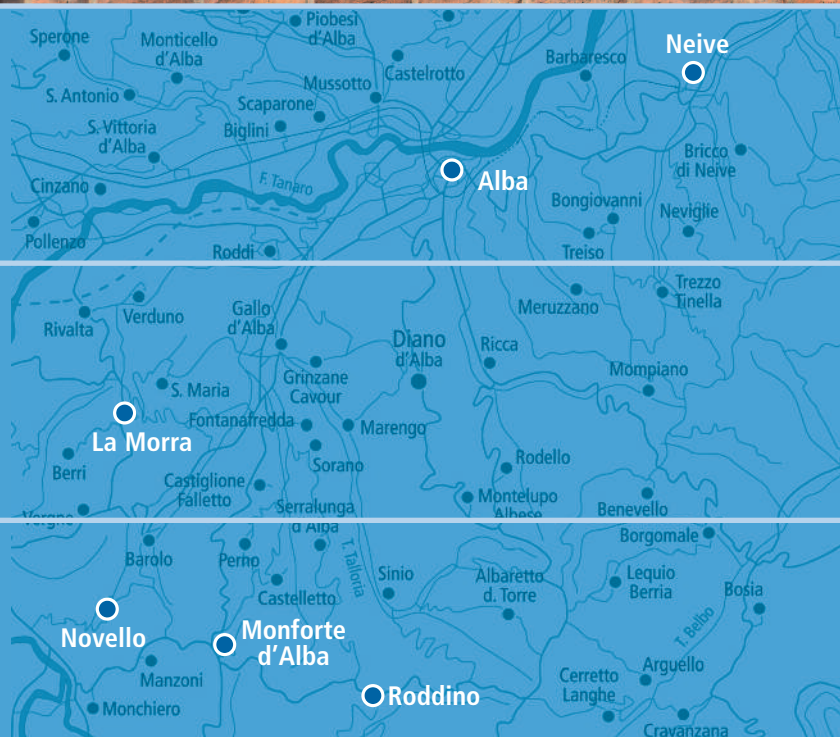 Piobesi
d'Alba
Sperone
Monticello
d'Alba
Neive
Barbaresco
Castelrotto
Mussotto
S. Antonio
Scaparone
Biglini
S. Vittoria
d'Alba
Bricco
di Neive
F. Tanaro
Alba
Cinzano
Bongiovanni
Neviglie
Pollenzo
Roddi
Treiso
Trezzo
Tinella
Meruzzano
Verduno
Rivalta
Gallo
d'Alba
Diano
d'Alba
Ricca
Grinzane
Cavour
Mompiano
S. Maria
Fontanafredda
Marengo
La Morra
Sorano
Rodello
Berri
Castiglione
Falletto
Montelupo
Albese
Serralunga
d'Alba
Benevello
Vergne
Borgomale
Barolo
Perno
T. Talloria
Sinio
Albaretto
d. Torre
Lequio
Berria
Bosia
Castelletto
Novello
Monforte
d'Alba
T. Belbo
Arguello
Manzoni
Cerretto
Langhe
Roddino
Monchiero
Cravanzana